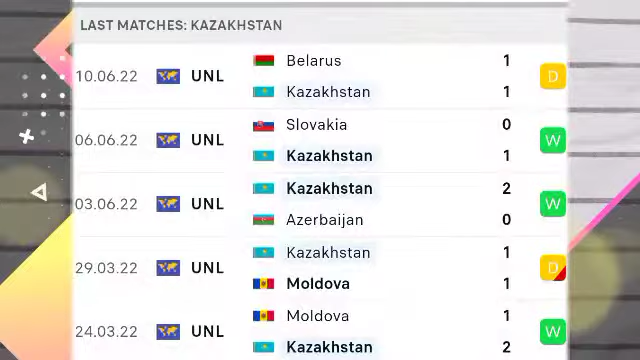 LAST MATCHES: KAZAKHSTAN
10.06.22 UNL Belarus 1 D
Kazakhstan 1
06.06.22 UNL Slovakia 0 W
Kazakhstan 1
03.06.22 UNL Kazakhstan 2 W
Azerbaijan 0
29.03.22 UNL Kazakhstan 1 D
Moldova 1
24.03.22 UNL Moldova 1 W
Kazakhstan 2